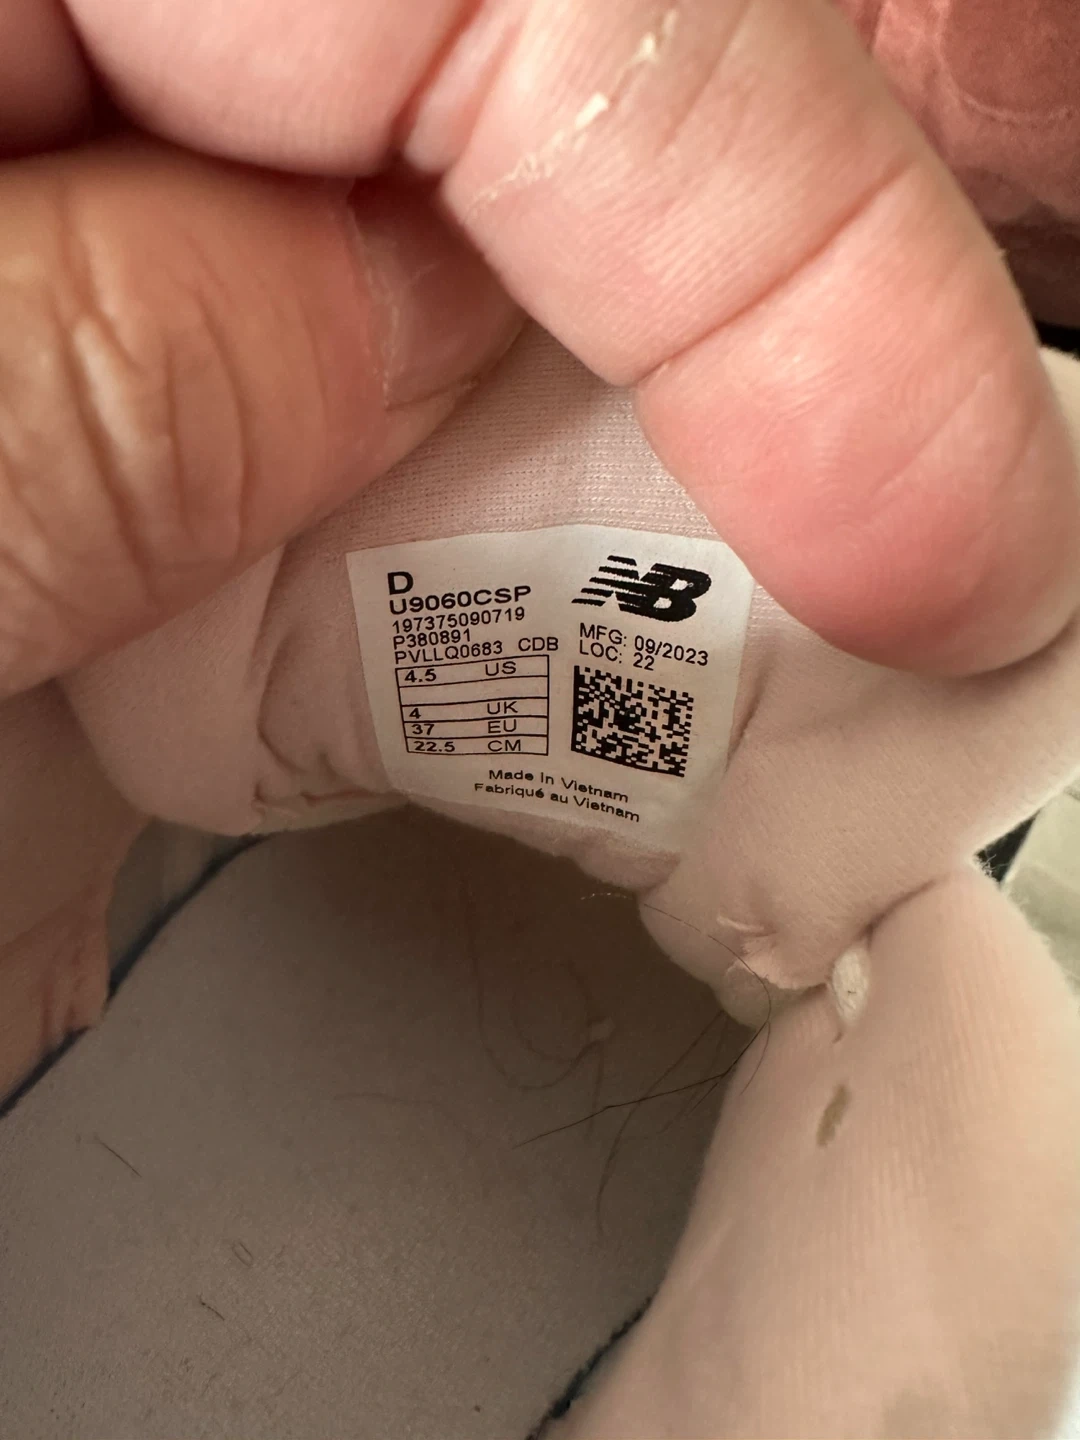 D
U9060CSP
197375090719
P380891
PVLLQ0683 CDB
4.5 US
4 UK
37 EU
22.5 CM
NB
MFG: 09/2023
LOC: 22
Made In Vietnam
Fabriqué au Vietnam